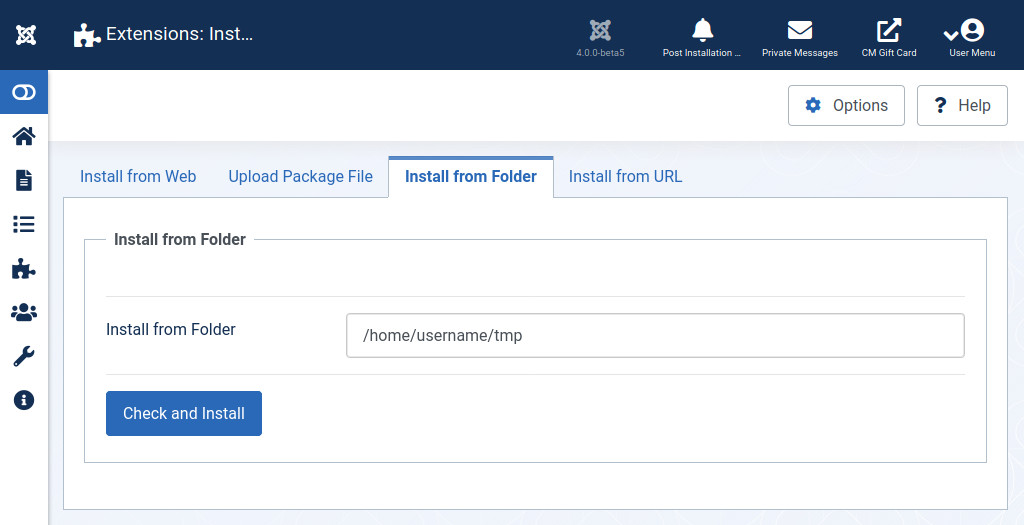 Extensions: Inst…
4.0.0-beta5
Post Installation ...
Private Messages
CM Gift Card
User Menu
Options
? Help
Install from Web
Upload Package File
Install from Folder
Install from URL
Install from Folder
Install from Folder
/home/username/tmp
Check and Install